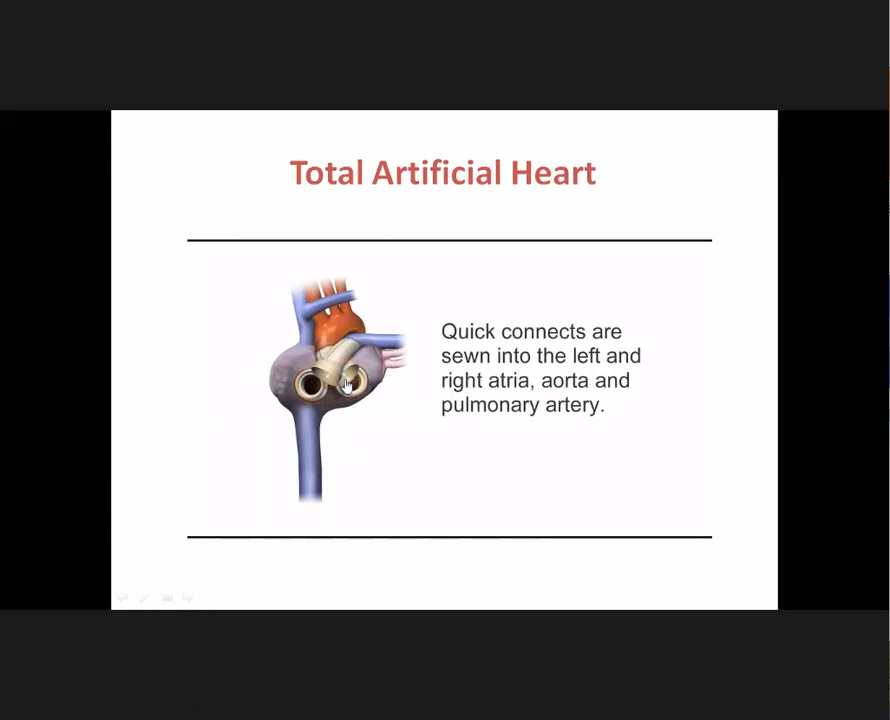 Total Artificial Heart
Quick connects are
sewn into the left and
right atria, aorta and
pulmonary artery.